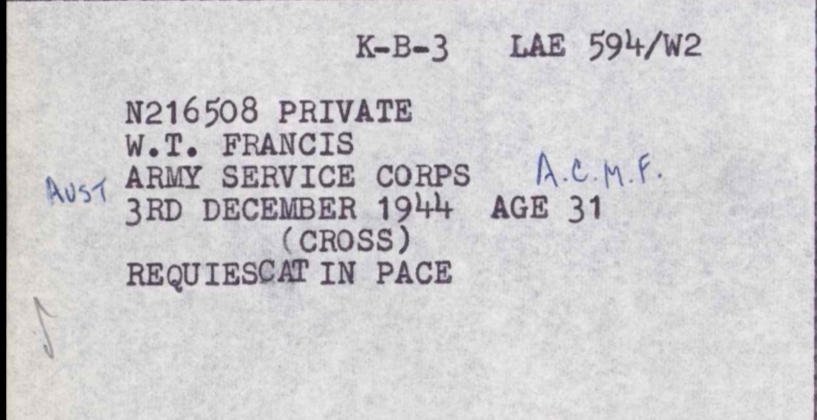 K-B-3 LAE 594/W2
N216508 PRIVATE
W.T. FRANCIS
AUST ARMY SERVICE CORPS A.C.M.F.
3RD DECEMBER 1944 AGE 31
(CROSS)
REQUIESCAT IN PACE